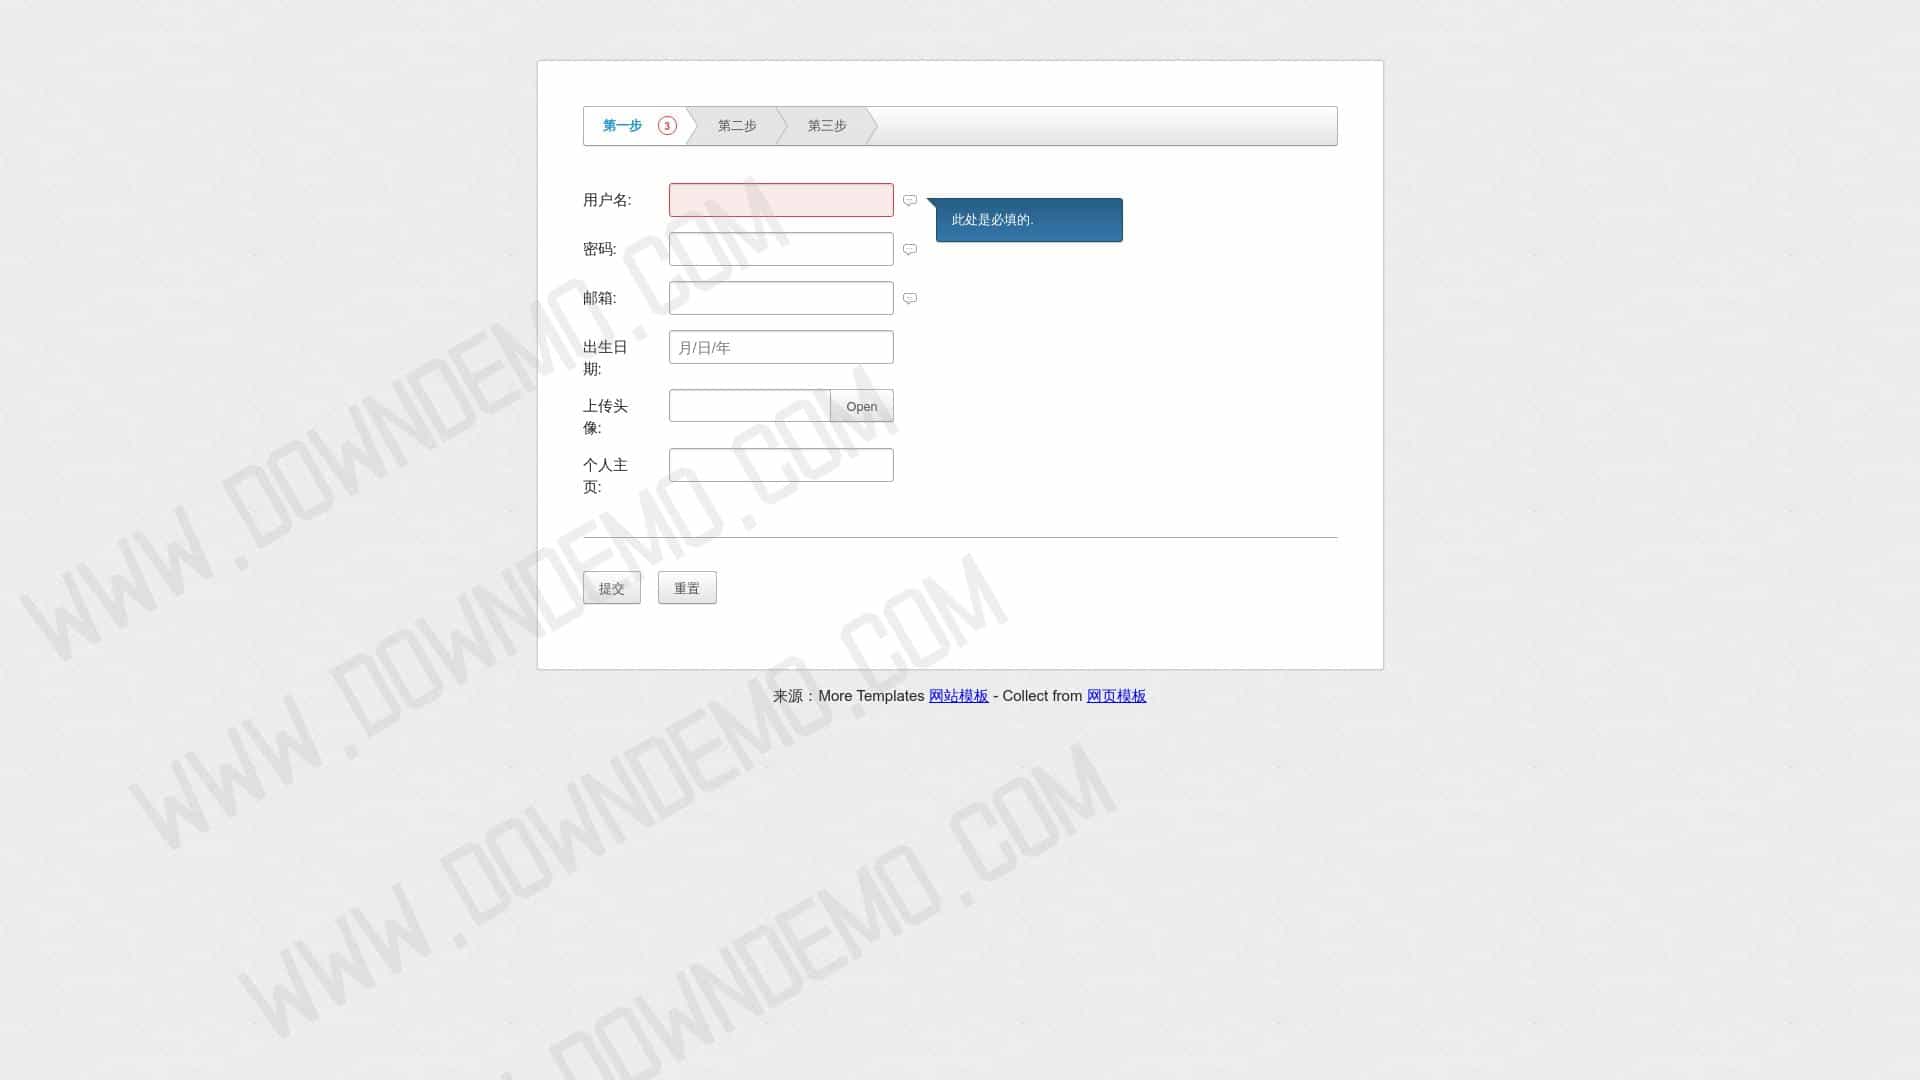 第一步 3 第二步 第三步
用户名:
此处是必填的.
密码:
邮箱:
出生日
期:
月/日/年
上传头
像:
Open
个人主
页:
提交 重置
来源：More Templates 网站模板 - Collect from 网页模板
WWW.DOWNDEMO.COM
WWW.DOWNDEMO.COM
WWW.DOWNDEMO.COM
.DOWNDEMO.COM